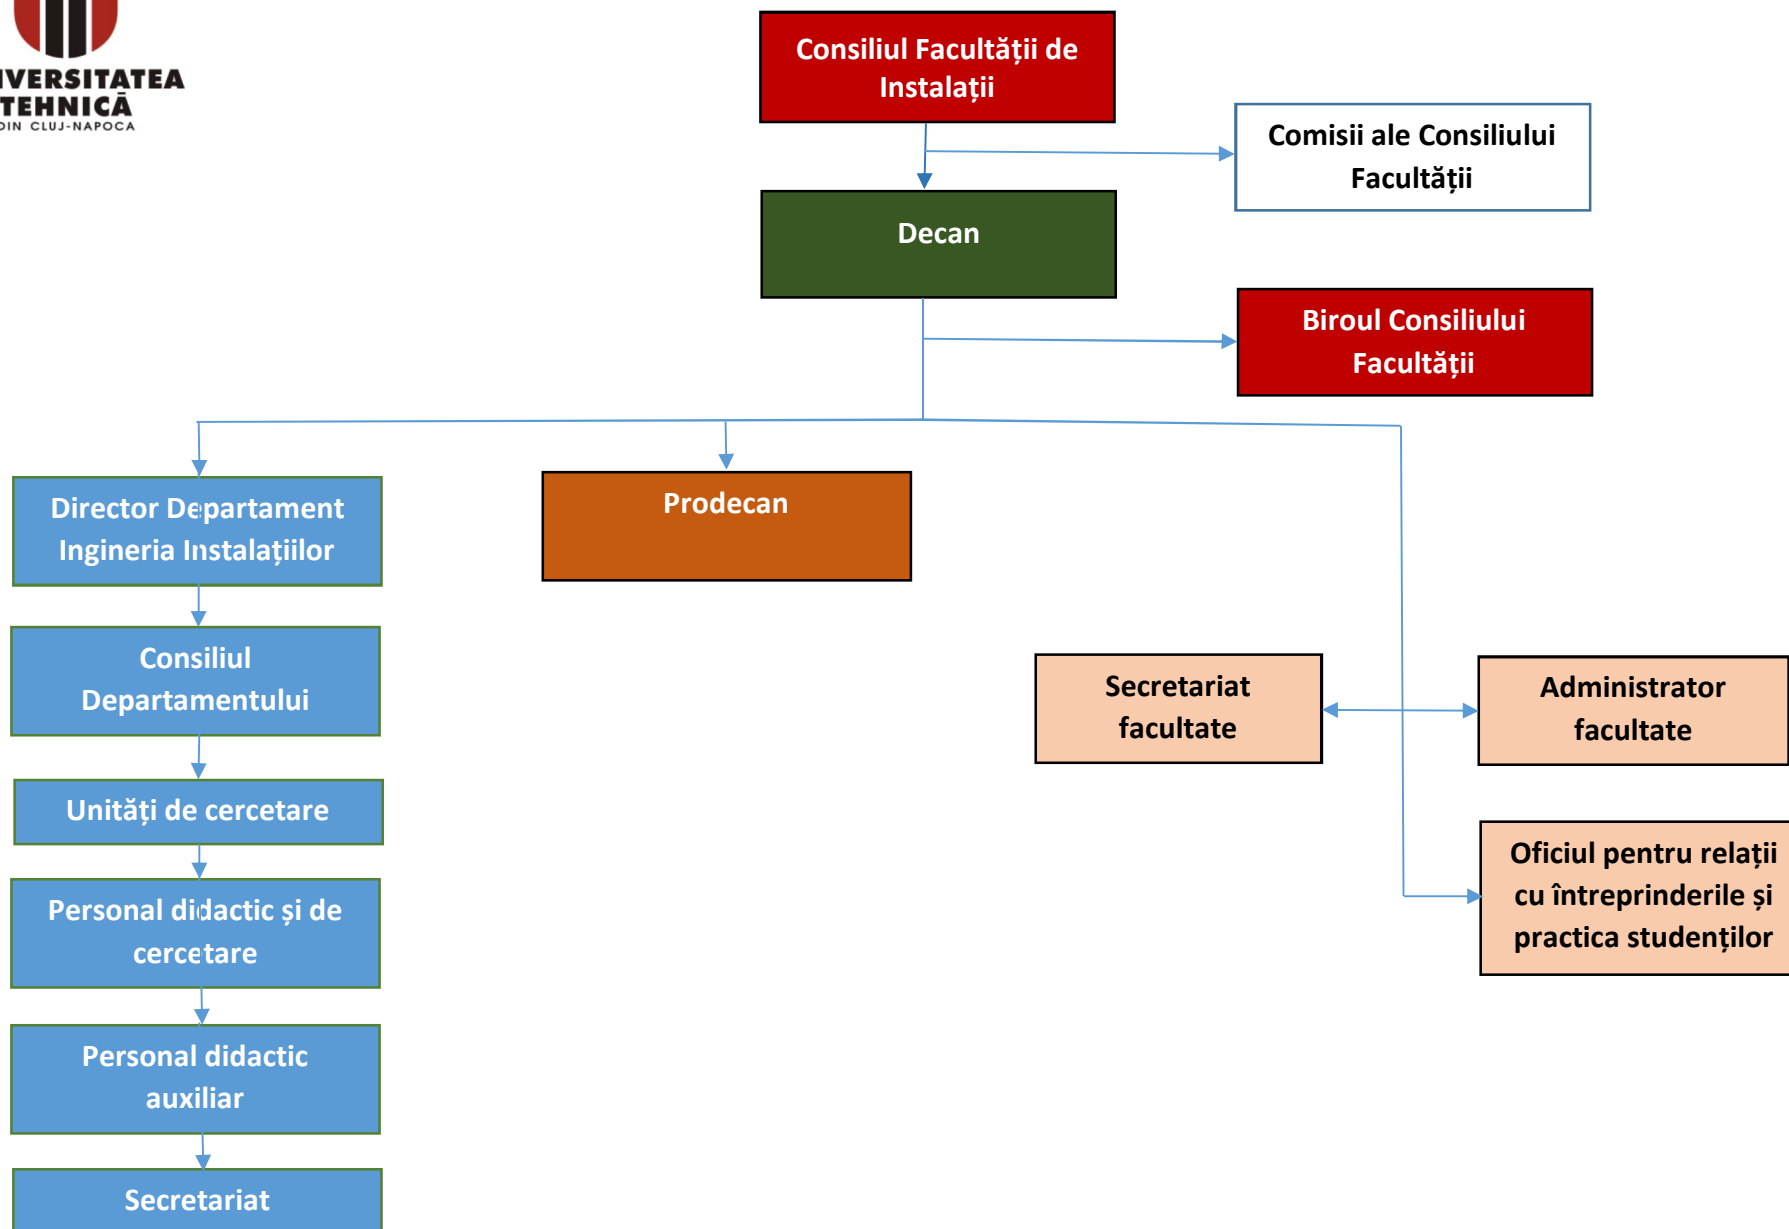 IVERSITATEA
TEHNICĂ
DIN CLUJ-NAPOCA
Consiliul Facultății de
Instalații
Comisii ale Consiliului
Facultății
Decan
Biroul Consiliului
Facultății
Director Departament
Ingineria Instalațiilor
Prodecan
Consiliul
Departamentului
Secretariat
facultate
Administrator
facultate
Unități de cercetare
Oficiul pentru relații
cu întreprinderile și
practica studenților
Personal didactic și de
cercetare
Personal didactic
auxiliar
Secretariat